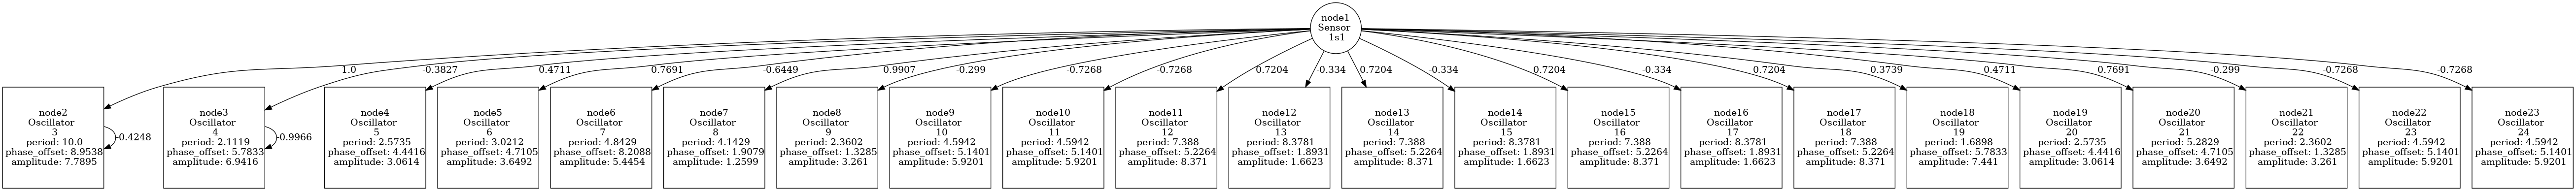 node1
Sensor
1s1
1.0
-0.3827
0.4711
0.7691
-0.6449
0.9907
-0.299
-0.7268
-0.7268
0.7204
-0.334
0.7204
-0.334
0.7204
-0.334
0.7204
0.3739
0.4711
0.7691
-0.299
-0.7268
-0.7268
node2
Oscillator
3
period: 10.0
phase_offset: 8.9538
amplitude: 7.7895
-0.4248
node3
Oscillator
4
period: 2.1119
phase_offset: 5.7833
amplitude: 6.9416
-0.9966
node4
Oscillator
5
period: 2.5735
phase_offset: 4.4416
amplitude: 3.0614
node5
Oscillator
6
period: 3.0212
phase_offset: 4.7105
amplitude: 3.6492
node6
Oscillator
7
period: 4.8429
phase_offset: 8.2088
amplitude: 5.4454
node7
Oscillator
8
period: 4.1429
phase_offset: 1.9079
amplitude: 1.2599
node8
Oscillator
9
period: 2.3602
phase_offset: 1.3285
amplitude: 3.261
node9
Oscillator
10
period: 4.5942
phase_offset: 5.1401
amplitude: 5.9201
node10
Oscillator
11
period: 4.5942
phase_offset: 5.1401
amplitude: 5.9201
node11
Oscillator
12
period: 7.388
phase_offset: 5.2264
amplitude: 8.371
node12
Oscillator
13
period: 8.3781
phase_offset: 1.8931
amplitude: 1.6623
node13
Oscillator
14
period: 7.388
phase_offset: 5.2264
amplitude: 8.371
node14
Oscillator
15
period: 8.3781
phase_offset: 1.8931
amplitude: 1.6623
node15
Oscillator
16
period: 7.388
phase_offset: 5.2264
amplitude: 8.371
node16
Oscillator
17
period: 8.3781
phase_offset: 1.8931
amplitude: 1.6623
node17
Oscillator
18
period: 7.388
phase_offset: 5.2264
amplitude: 8.371
node18
Oscillator
19
period: 1.6898
phase_offset: 5.7833
amplitude: 7.441
node19
Oscillator
20
period: 2.5735
phase_offset: 4.4416
amplitude: 3.0614
node20
Oscillator
21
period: 5.2829
phase_offset: 4.7105
amplitude: 3.6492
node21
Oscillator
22
period: 2.3602
phase_offset: 1.3285
amplitude: 3.261
node22
Oscillator
23
period: 4.5942
phase_offset: 5.1401
amplitude: 5.9201
node23
Oscillator
24
period: 4.5942
phase_offset: 5.1401
amplitude: 5.9201